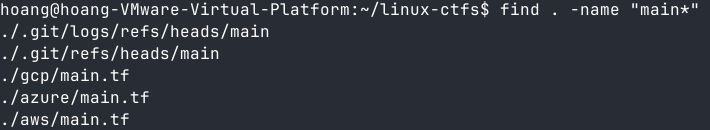 hoang@hoang-VMware-Virtual-Platform:~/linux-ctfs$ find . -name "main*"
./.git/logs/refs/heads/main
./.git/refs/heads/main
./gcp/main.tf
./azure/main.tf
./aws/main.tf